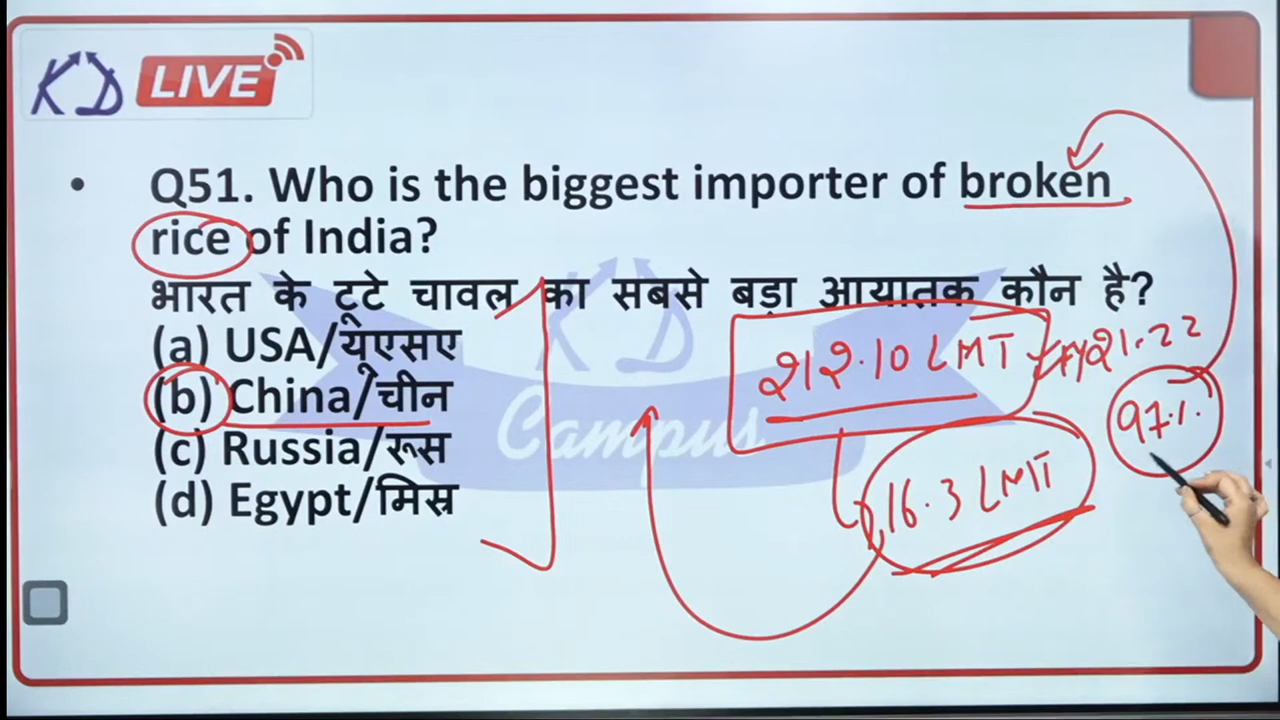 KD LIVE
• Q51. Who is the biggest importer of broken
rice of India?
भारत के टूटे चावल का सबसे बड़ा आयातक कौन है?
(a) USA/यूएसए
(b) China/चीन
(c) Russia/रूस
(d) Egypt/मिस्र
KD
Campus
212.10 LMT
FY21-22
97%
16.3 LMT